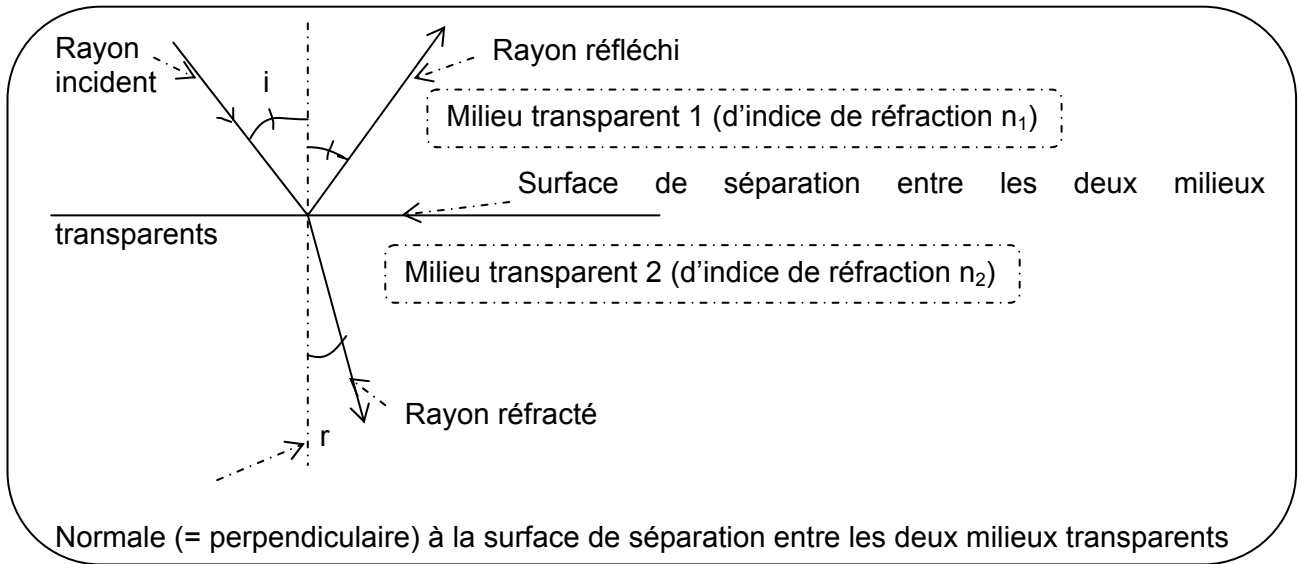 Rayon
incident
i
Rayon réfléchi
Milieu transparent 1 (d’indice de réfraction n₁)
Surface de séparation entre les deux milieux
transparents
Milieu transparent 2 (d’indice de réfraction n₂)
Rayon réfracté
r
Normale (= perpendiculaire) à la surface de séparation entre les deux milieux transparents